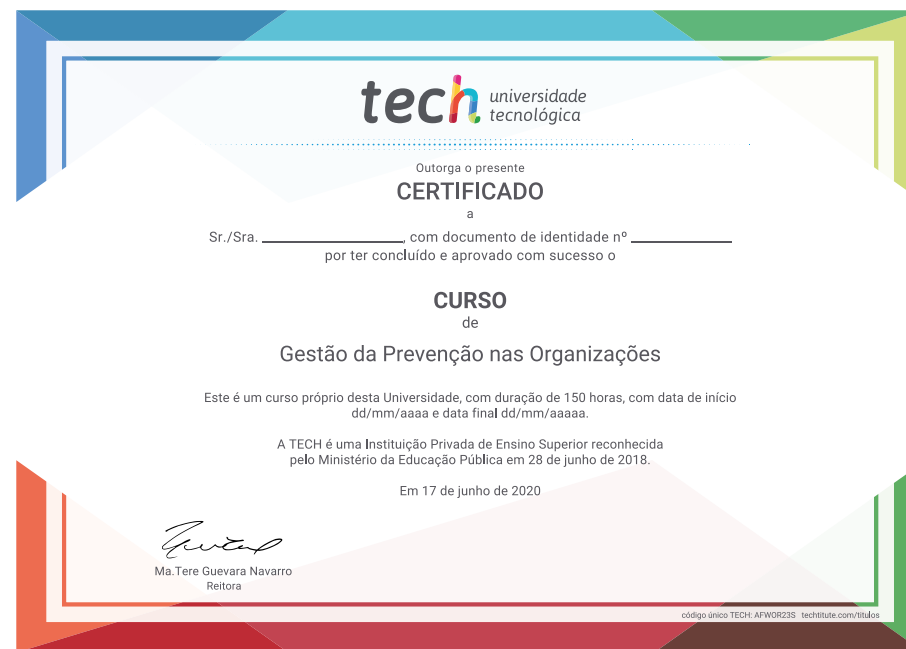 tech universidade
tecnológica
Outorga o presente
CERTIFICADO
a
Sr./Sra. ____________________, com documento de identidade nº ______________
por ter concluído e aprovado com sucesso o
CURSO
de
Gestão da Prevenção nas Organizações
Este é um curso próprio desta Universidade, com duração de 150 horas, com data de início
dd/mm/aaaa e data final dd/mm/aaaaa.
A TECH é uma Instituição Privada de Ensino Superior reconhecida
pelo Ministério da Educação Pública em 28 de junho de 2018.
Em 17 de junho de 2020
Ma.Tere Guevara Navarro
Reitora
código único TECH: AFWOR23S techtitute.com/titulos